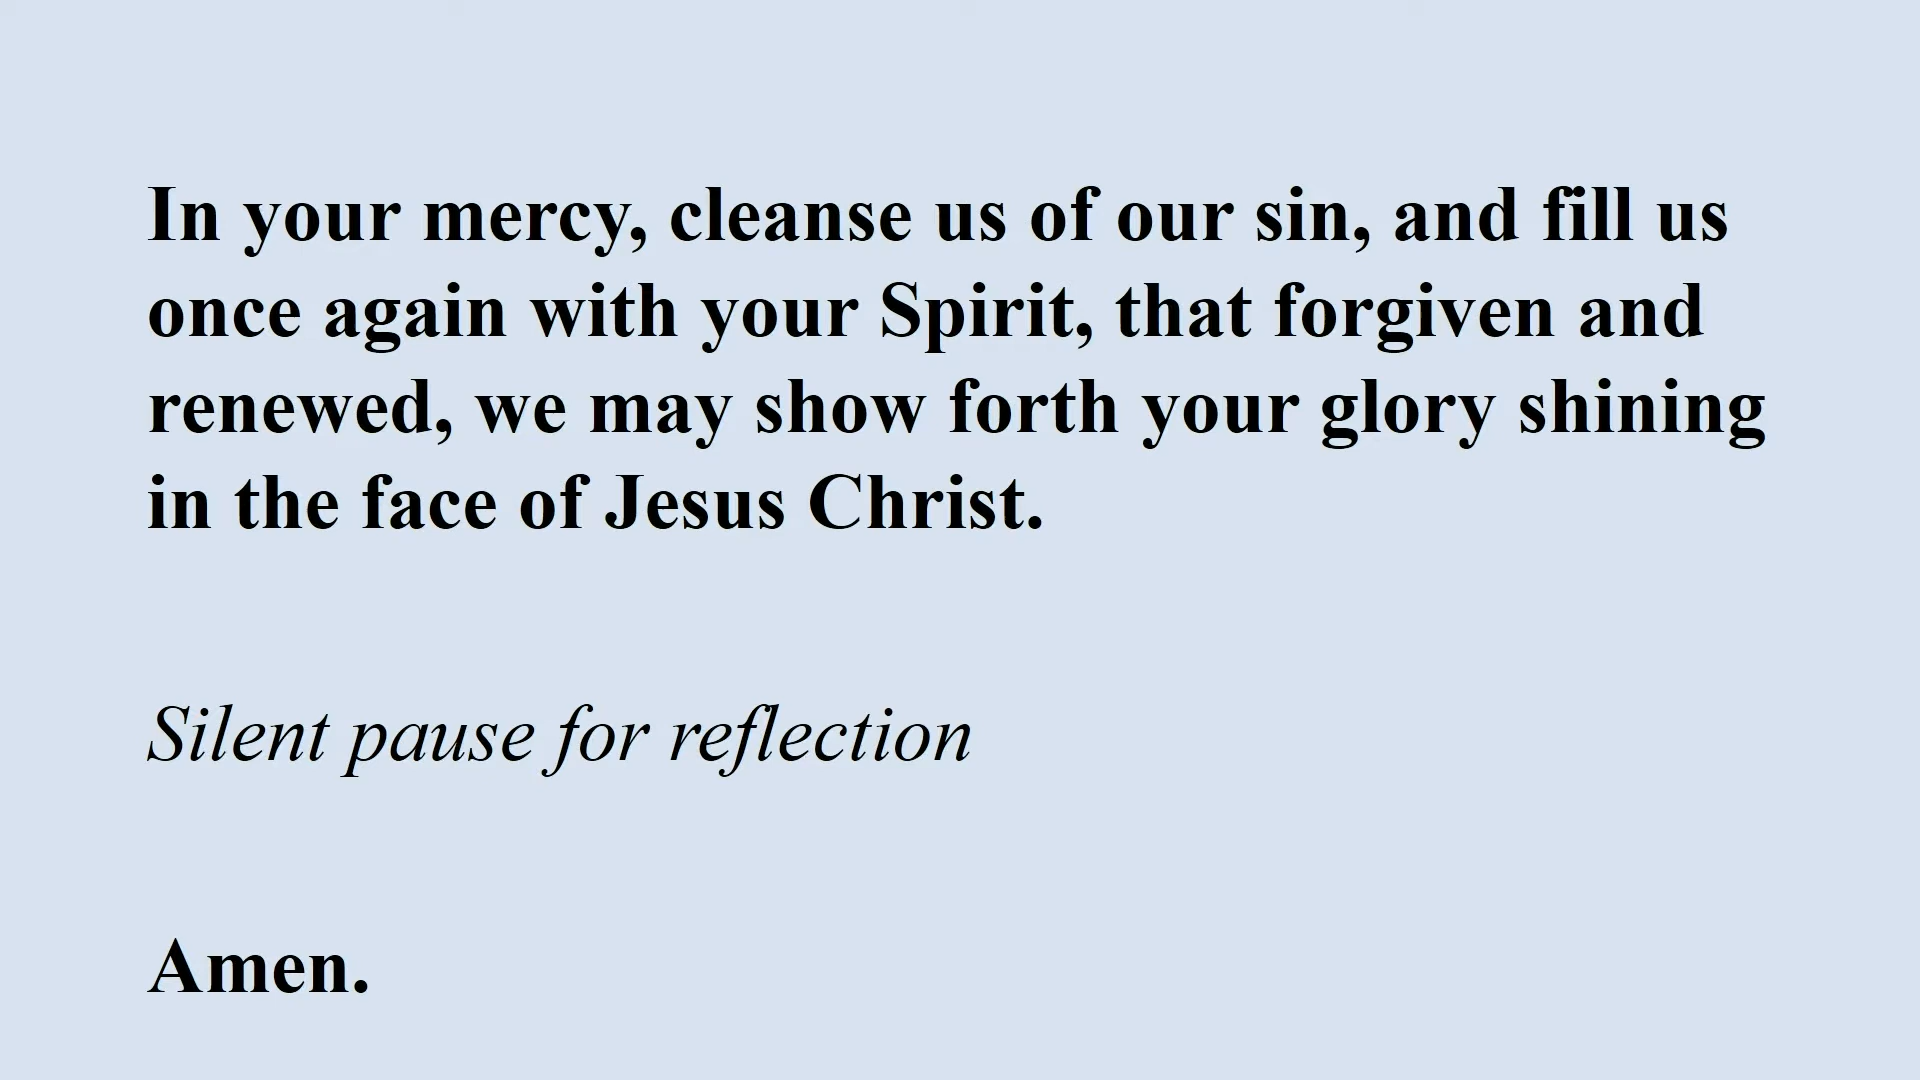 In your mercy, cleanse us of our sin, and fill us
once again with your Spirit, that forgiven and
renewed, we may show forth your glory shining
in the face of Jesus Christ.
Silent pause for reflection
Amen.